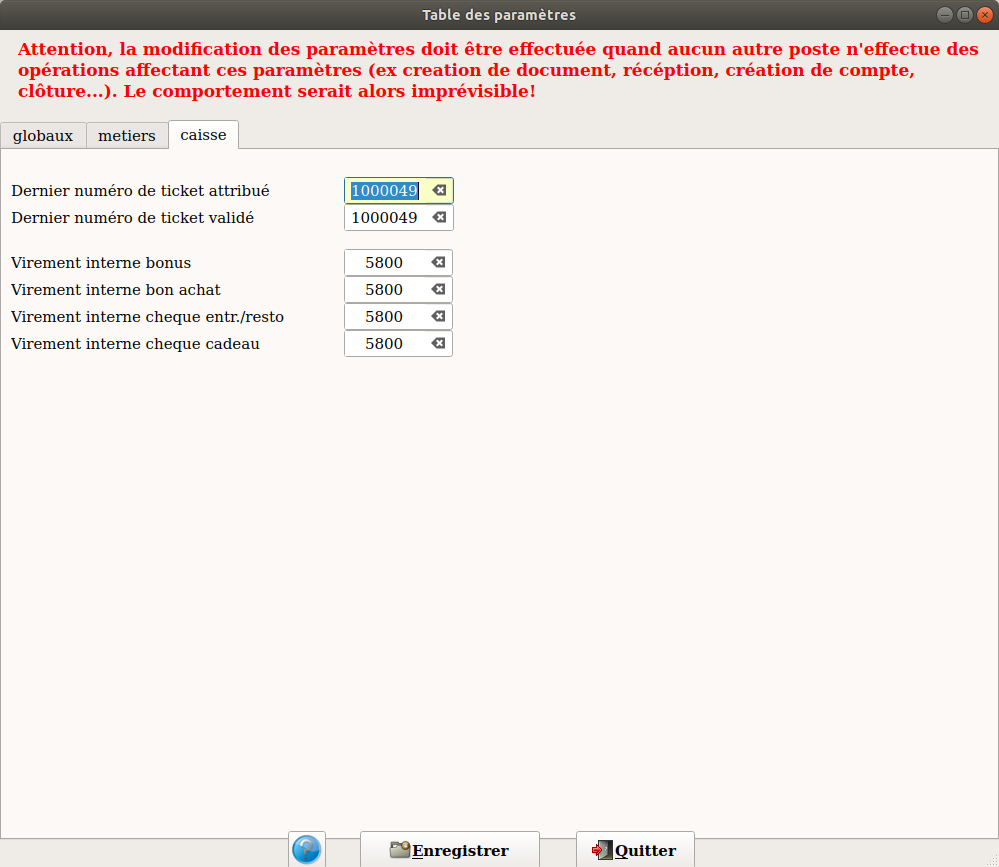 Table des paramètres
Attention, la modification des paramètres doit être effectuée quand aucun autre poste n'effectue des
opérations affectant ces paramètres (ex creation de document, récéption, création de compte,
clôture...). Le comportement serait alors imprévisible!
globaux metiers caisse
Dernier numéro de ticket attribué 1000049
Dernier numéro de ticket validé 1000049
Virement interne bonus 5800
Virement interne bon achat 5800
Virement interne cheque entr./resto 5800
Virement interne cheque cadeau 5800
? Enregistrer Quitter